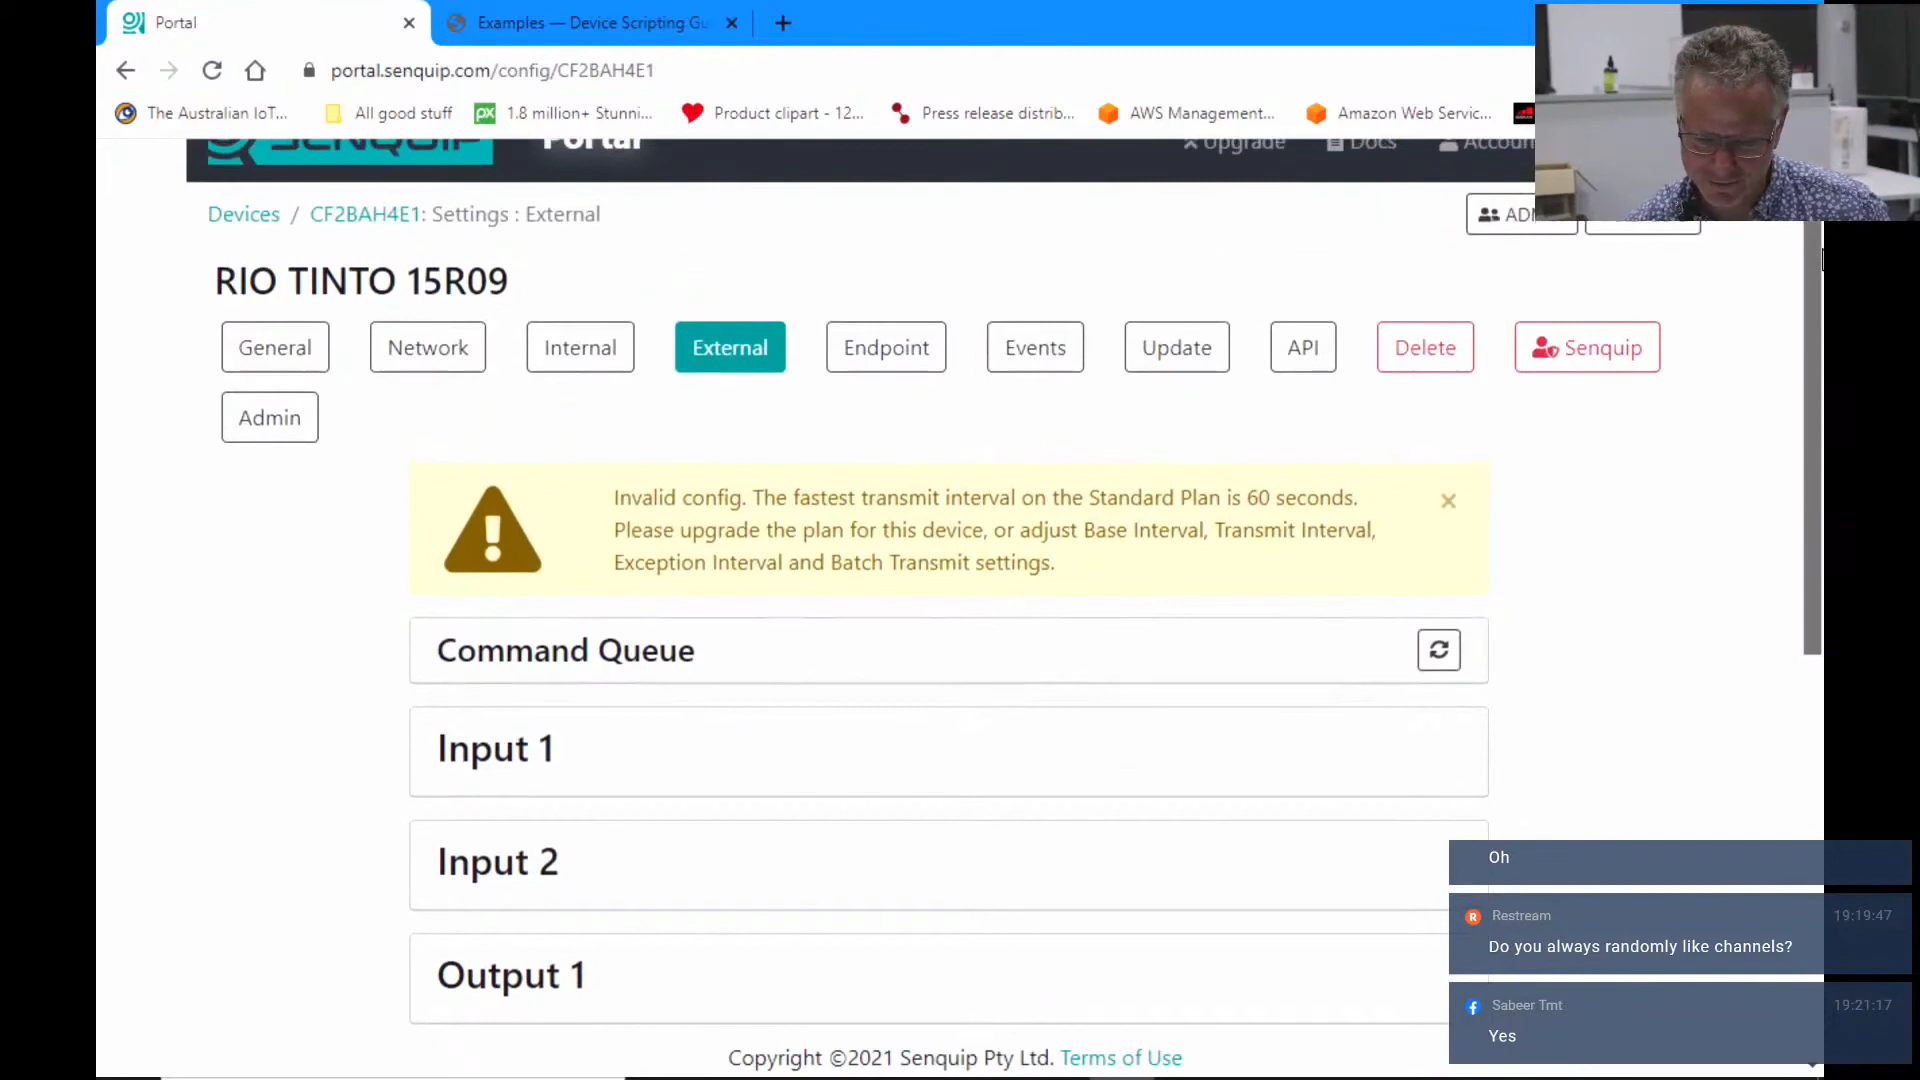 Portal
Examples — Device Scripting Gu
portal.senquip.com/config/CF2BAH4E1
The Australian IoT...
All good stuff
1.8 million+ Stunni...
Product clipart - 12...
Press release distrib...
AWS Management...
Amazon Web Servic...
SENQUIP
Portal
Upgrade
Docs
Accoun
Devices / CF2BAH4E1: Settings : External
RIO TINTO 15R09
General
Network
Internal
External
Endpoint
Events
Update
API
Delete
Senquip
Admin
Invalid config. The fastest transmit interval on the Standard Plan is 60 seconds.
Please upgrade the plan for this device, or adjust Base Interval, Transmit Interval,
Exception Interval and Batch Transmit settings.
Command Queue
Input 1
Input 2
Output 1
Copyright ©2021 Senquip Pty Ltd. Terms of Use
Oh
Restream 19:19:47
Do you always randomly like channels?
Sabeer Tmt 19:21:17
Yes